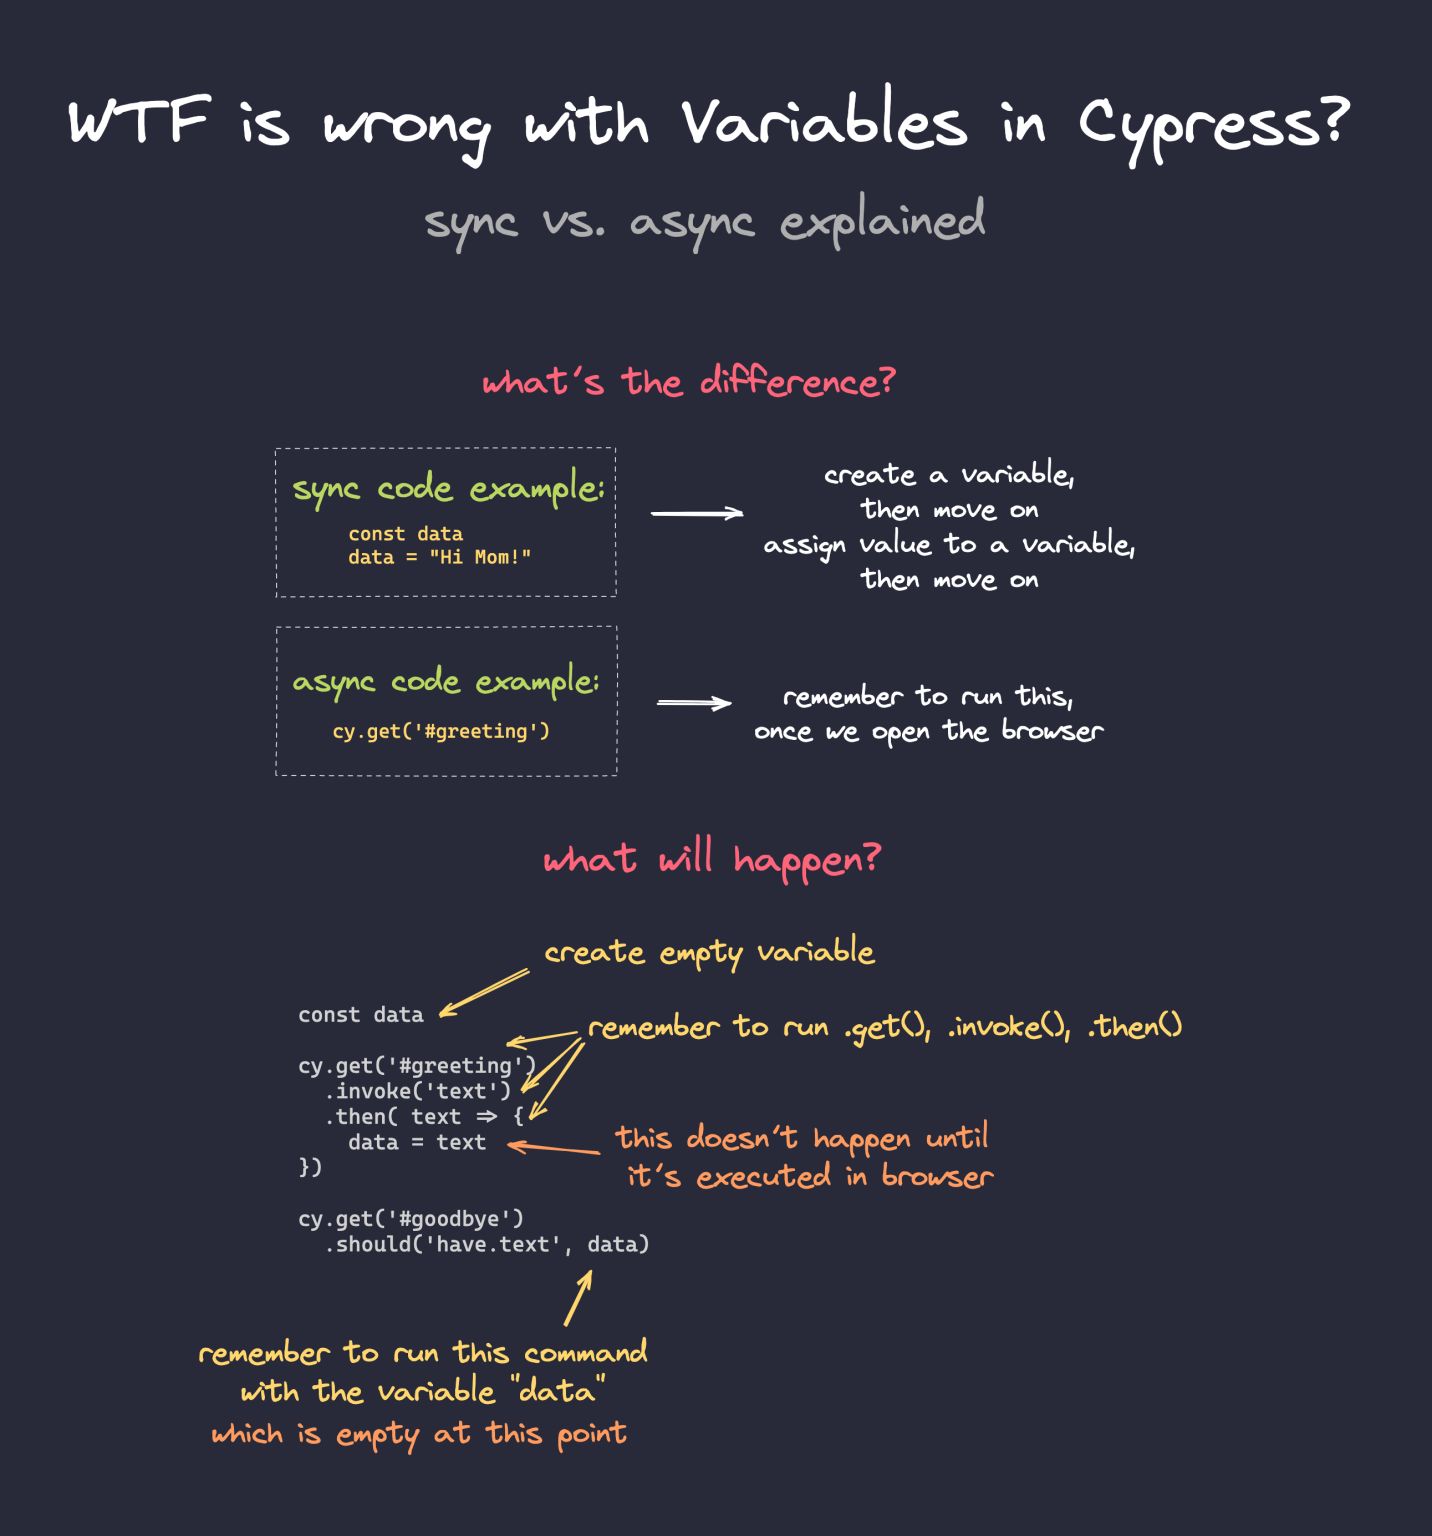 WTF is wrong with Variables in Cypress?
sync vs. async explained
what's the difference?
sync code example:
const data
data = "Hi Mom!"
create a variable,
then move on
assign value to a variable,
then move on
async code example:
cy.get('#greeting')
remember to run this,
once we open the browser
what will happen?
create empty variable
const data
remember to run .get(), .invoke(), .then()
cy.get('#greeting')
.invoke('text')
.then( text => {
data = text
})
this doesn't happen until
it's executed in browser
cy.get('#goodbye')
.should('have.text', data)
remember to run this command
with the variable "data"
which is empty at this point